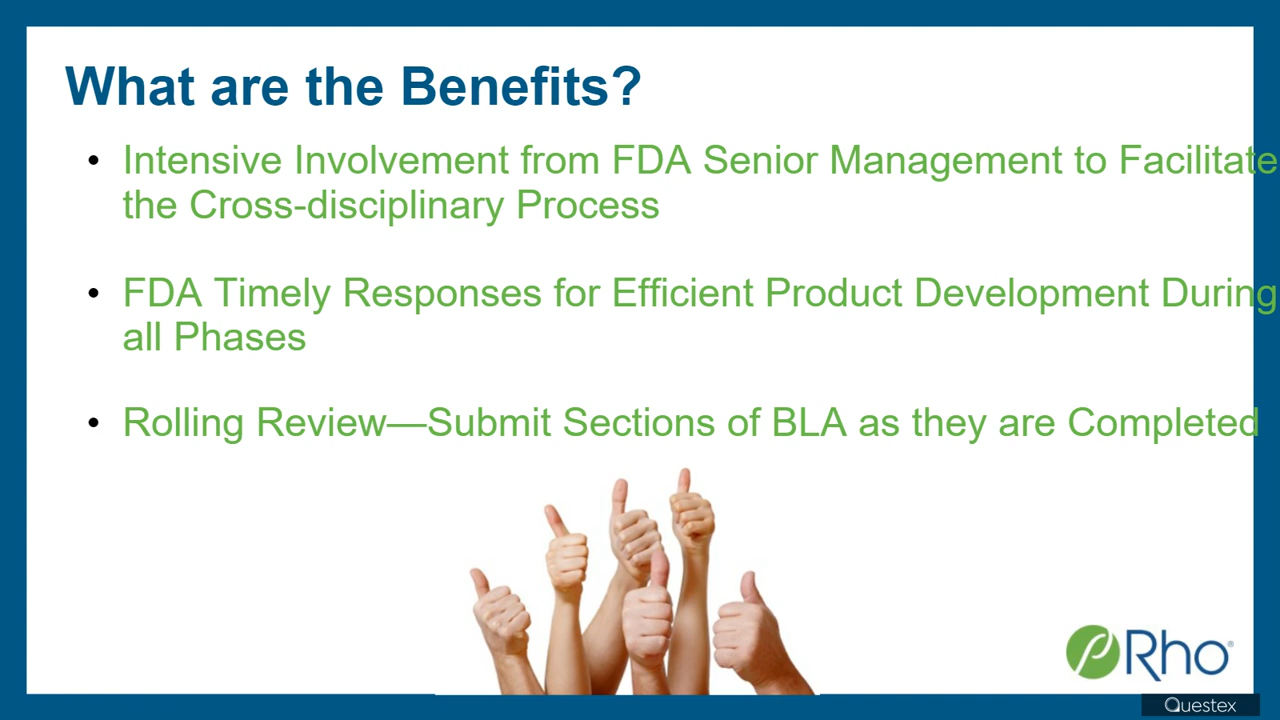 What are the Benefits?
• Intensive Involvement from FDA Senior Management to Facilitate
the Cross-disciplinary Process
• FDA Timely Responses for Efficient Product Development During
all Phases
• Rolling Review—Submit Sections of BLA as they are Completed
Rho®
Questex